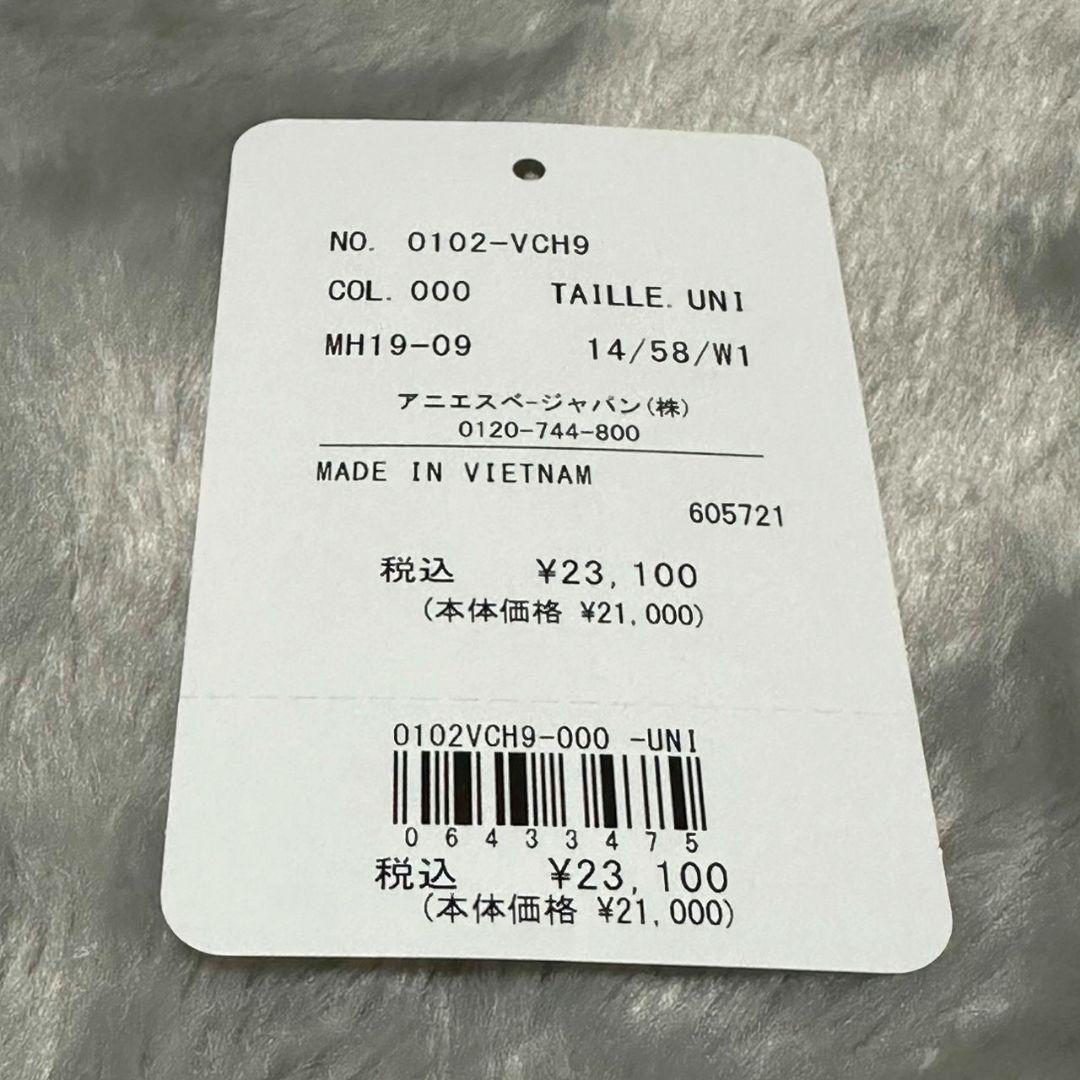 NO. 0102-VCH9
COL. 000 TAILLE. UNI
MH19-09 14/58/W1
アニエスベージャパン(株)
0120-744-800
MADE IN VIETNAM
605721
税込 ¥23,100
(本体価格 ¥21,000)
0102VCH9-000 -UNI
06433475
税込 ¥23,100
(本体価格 ¥21,000)